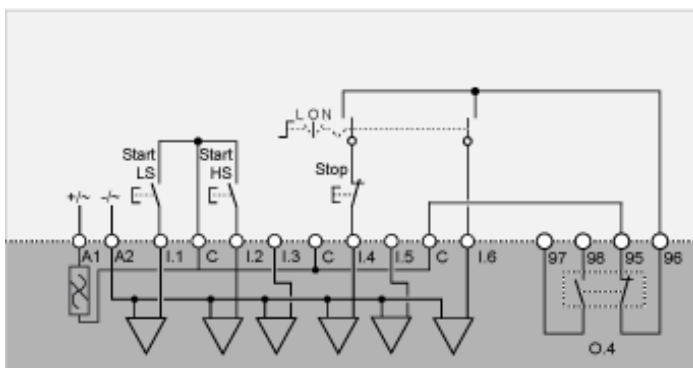 L O N
Start
Start
LS
HS
Stop
+/~
-/~
A1
A2
I.1
C
I.2
I.3
C
I.4
I.5
C
I.6
97
98
95
96
O.4